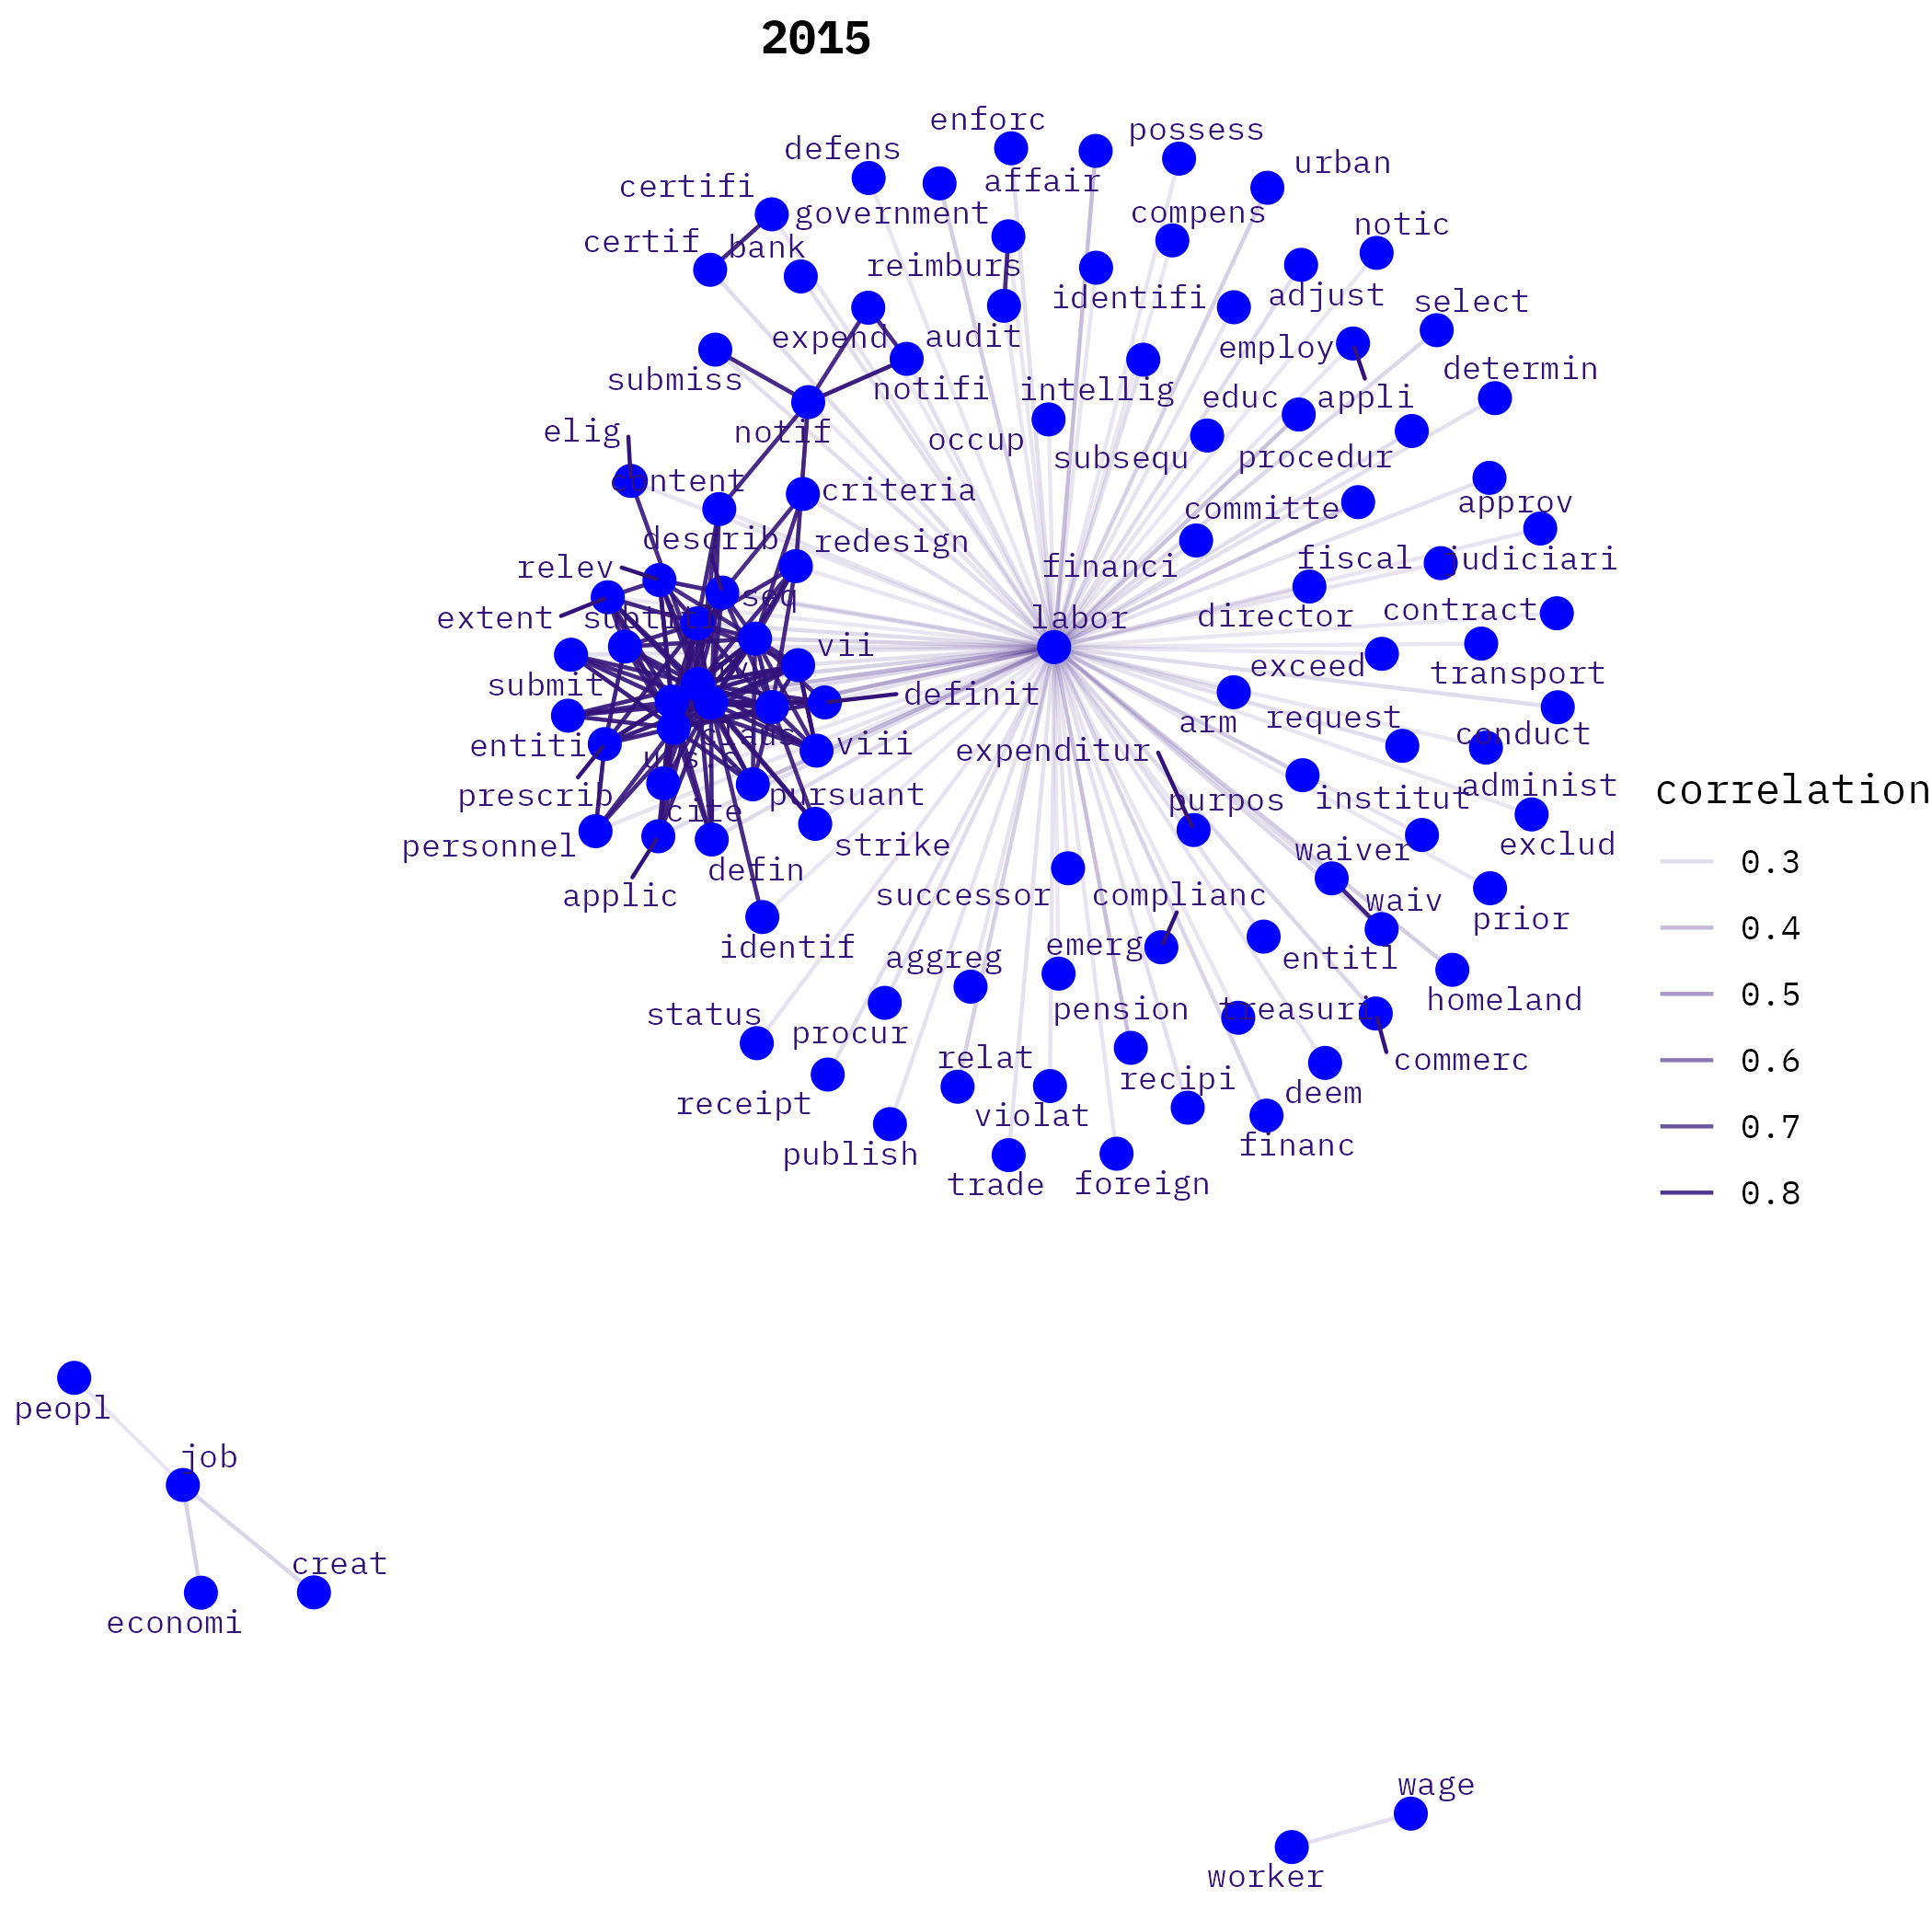 2015
enforc
possess
defens
urban
affair
certifi
government
compens
notic
certif
bank
reimburs
identifi
adjust
select
expend
audit
employ
determin
submiss
notifi
intellig
educ
appli
elig
notif
occup
subsequ
procedur
content
criteria
committe
approv
describ
redesign
financi
fiscal
judiciari
relev
seq
extent
labor
director
contract
vii
exceed
transport
submit
definit
arm
request
conduct
entiti
viii
expenditur
prescrib
pursuant
purpos
institut
administ
cite
personnel
strike
waiver
exclud
defin
applic
successor
complianc
waiv
prior
identif
aggreg
emerg
entitl
homeland
status
procur
pension
treasuri
relat
commerc
receipt
violat
recipi
deem
publish
financ
trade
foreign
correlation
0.3
0.4
0.5
0.6
0.7
0.8
peopl
job
creat
economi
wage
worker